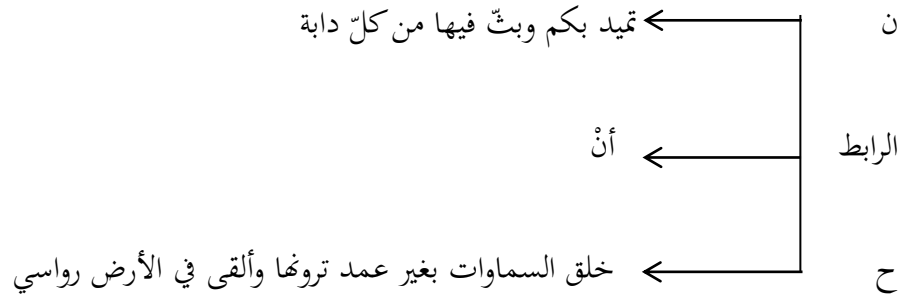 ن تميد بكم وبثّ فيها من كلّ دابة
الرابط أنْ
ح خلق السماوات بغير عمد ترونها وألقى في الأرض رواسي